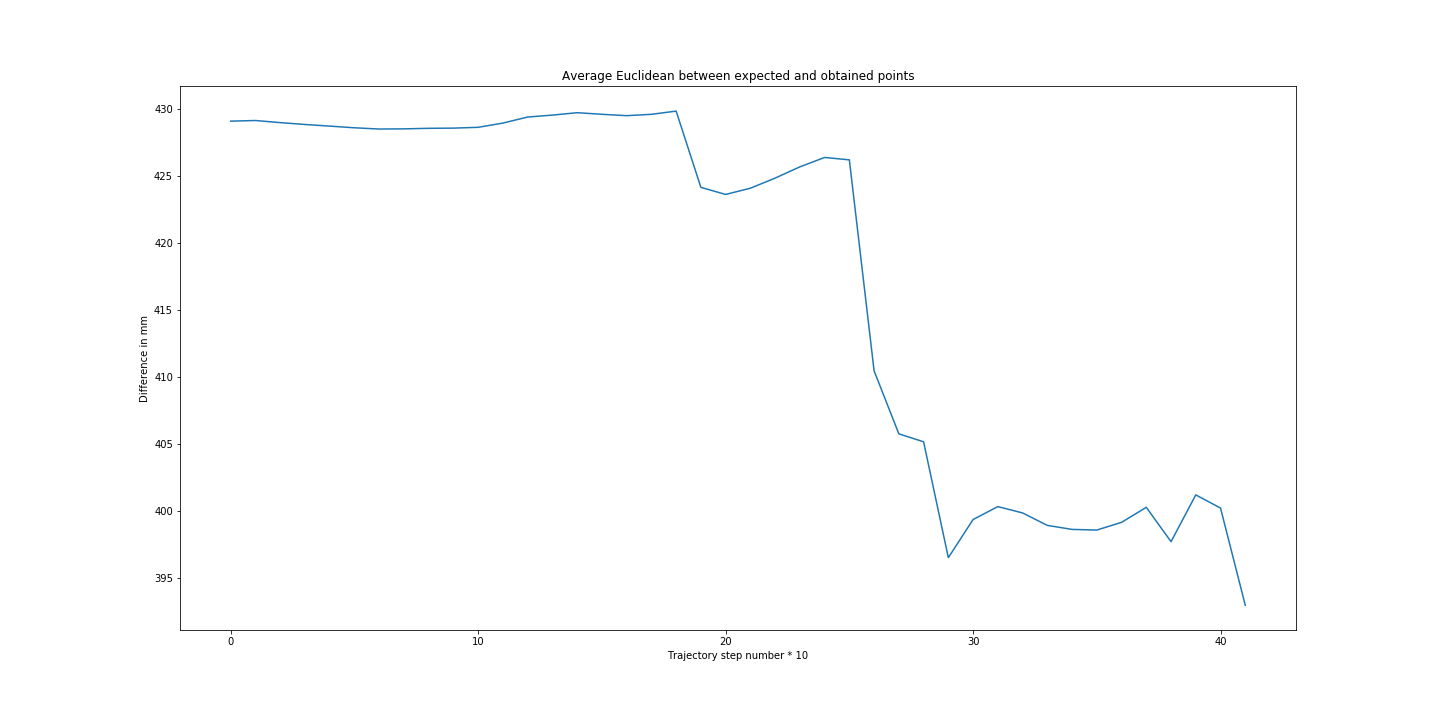 Average Euclidean between expected and obtained points
430
425
420
415
410
405
400
395
Difference in mm
0 10 20 30 40
Trajectory step number * 10